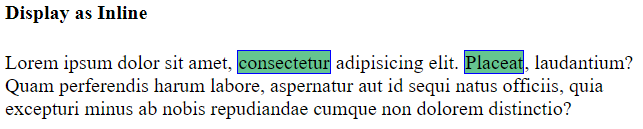 Display as Inline
Lorem ipsum dolor sit amet, consectetur adipisicing elit. Placeat, laudantium?
Quam perferendis harum labore, aspernatur aut id sequi natus officiis, quia
excepturi minus ab nobis repudiandae cumque non dolorem distinctio?